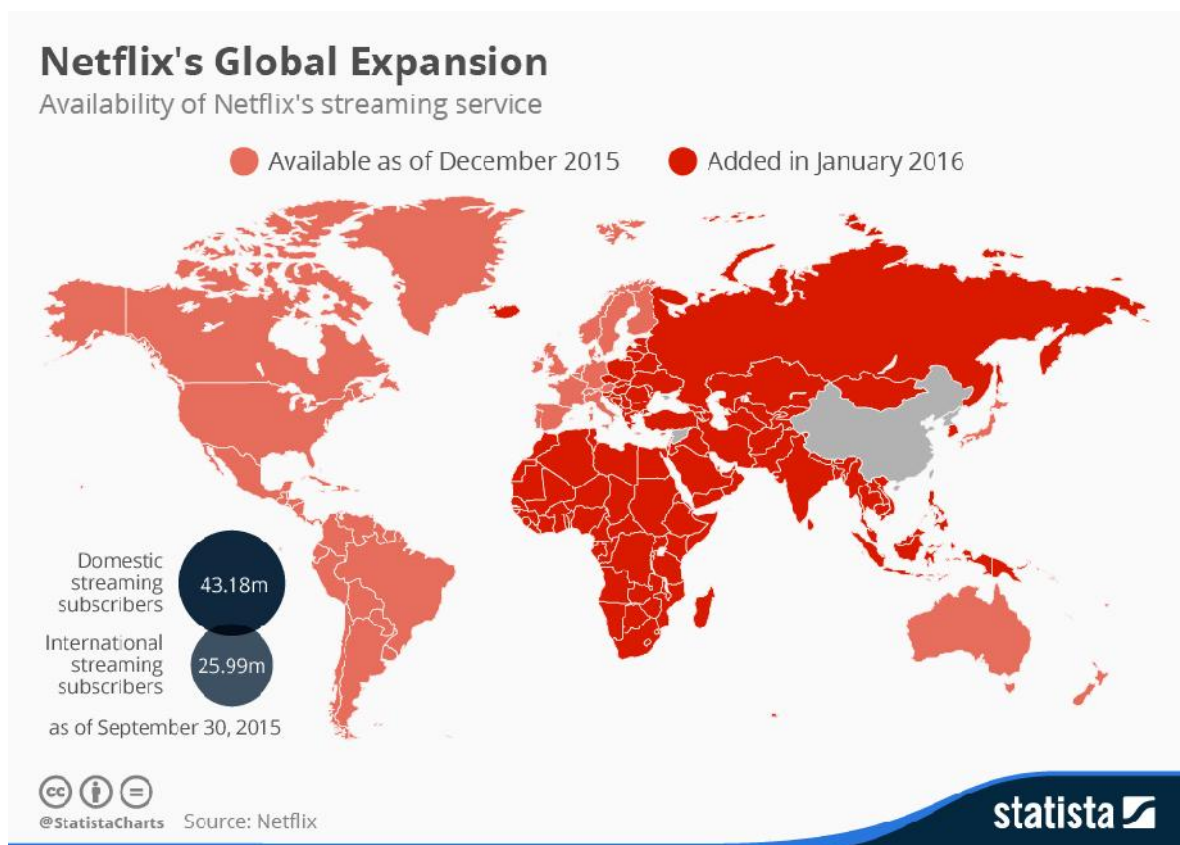 Netflix's Global Expansion
Availability of Netflix's streaming service
Available as of December 2015
Added in January 2016
Domestic
streaming
subscribers
43.18m
International
streaming
subscribers
25.99m
as of September 30, 2015
cc
@StatistaCharts Source: Netflix
statista